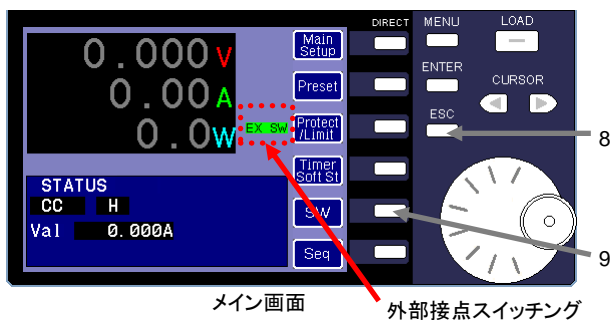 DIRECT
MENU
LOAD
0.000V
Main
Setup
0.00A
Preset
ENTER
CURSOR
0.0W
EX SW
Protect
/Limit
ESC
8
Timer
Soft St
STATUS
CC H
SW
Val 0.000A
Seq
9
メイン画面
外部接点スイッチング